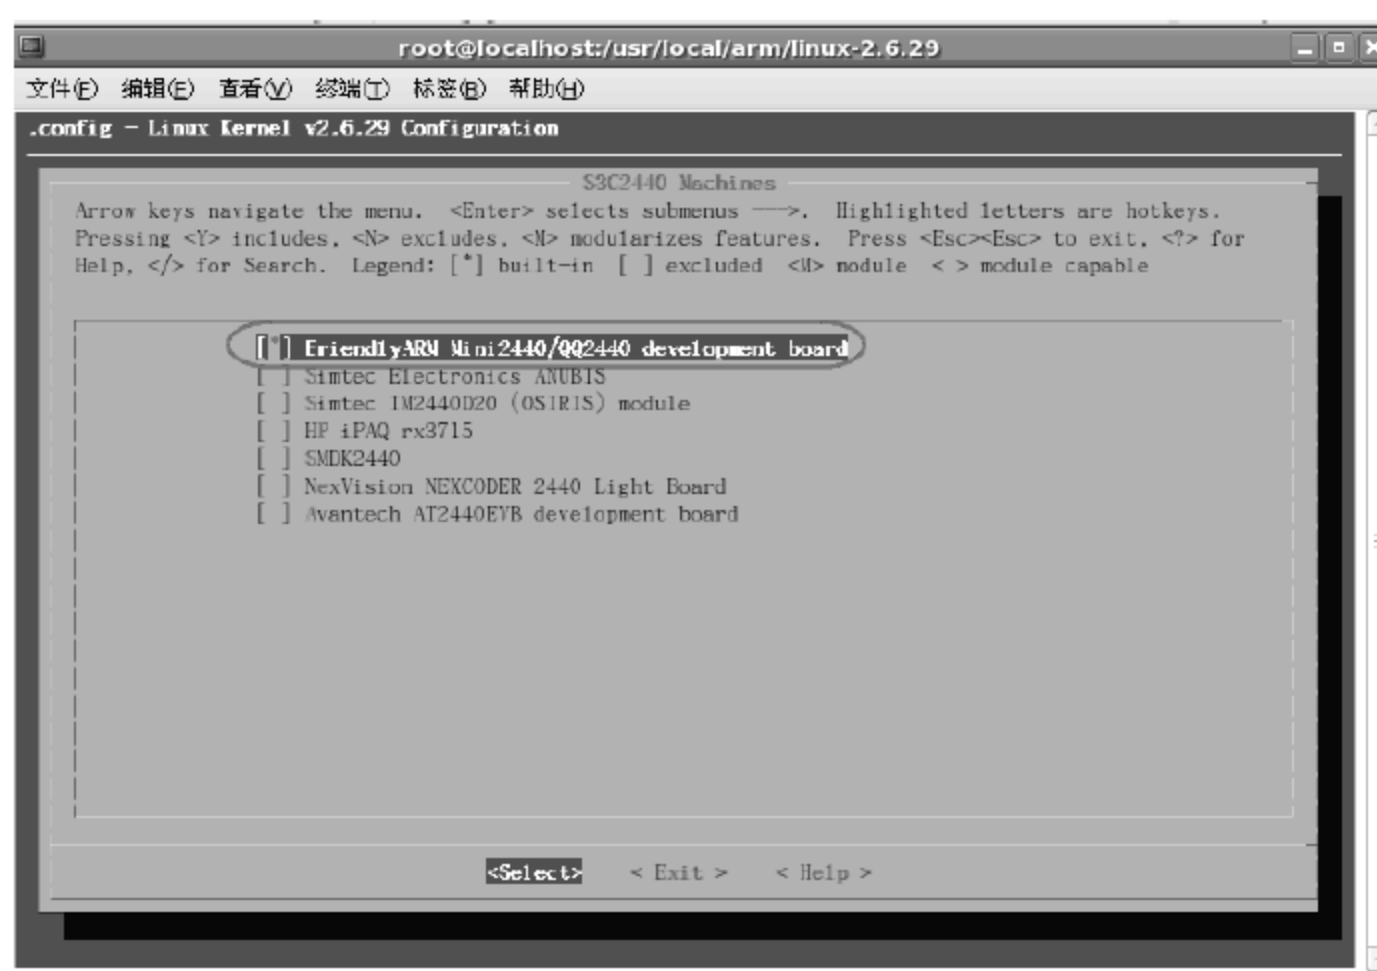 root@localhost:/usr/local/arm/linux-2.6.29
文件(F) 编辑(E) 查看(V) 终端(T) 标签(B) 帮助(H)
.config - Linux Kernel v2.6.29 Configuration
S3C2440 Machines
Arrow keys navigate the menu. <Enter> selects submenus --->. Highlighted letters are hotkeys.
Pressing <Y> includes, <N> excludes, <M> modularizes features. Press <Esc><Esc> to exit, <?> for
Help, </> for Search. Legend: [*] built-in [ ] excluded <M> module < > module capable
[*] FriendlyARM Mini2440/QQ2440 development board
[ ] Simtec Electronics ANUBIS
[ ] Simtec IM2440D20 (OSIRIS) module
[ ] HP iPAQ rx3715
[ ] SMDK2440
[ ] NexVision NEXCODER 2440 Light Board
[ ] Avantech AT2440EVB development board
<Select> < Exit > < Help >